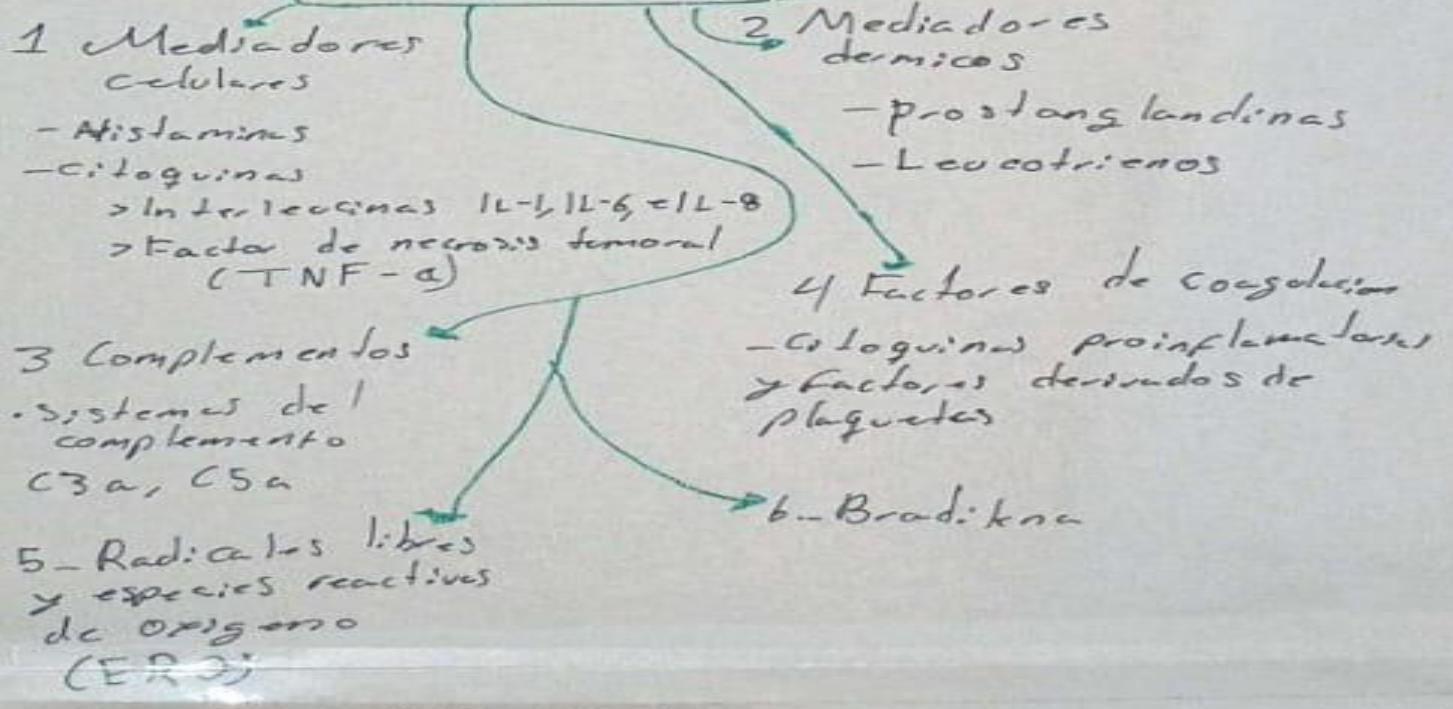 1 Mediadores
celulares
- Histaminas
- Citoquinas
> Interleucinas IL-1, IL-6, e IL-8
> Factor de necrosis temoral
(TNF-a)
2 Mediadores
dermicos
- prostanglandinas
- Leucotrienos
3 Complementos
. sistemas del
complemento
C3a, C5a
4 Factores de coagulacion
- Citoquinas proinflamatorias
y factores derivados de
plaquetas
5_ Radicales libres
y especies reactivas
de oxigeno
(ERO)
6_ Bradikna